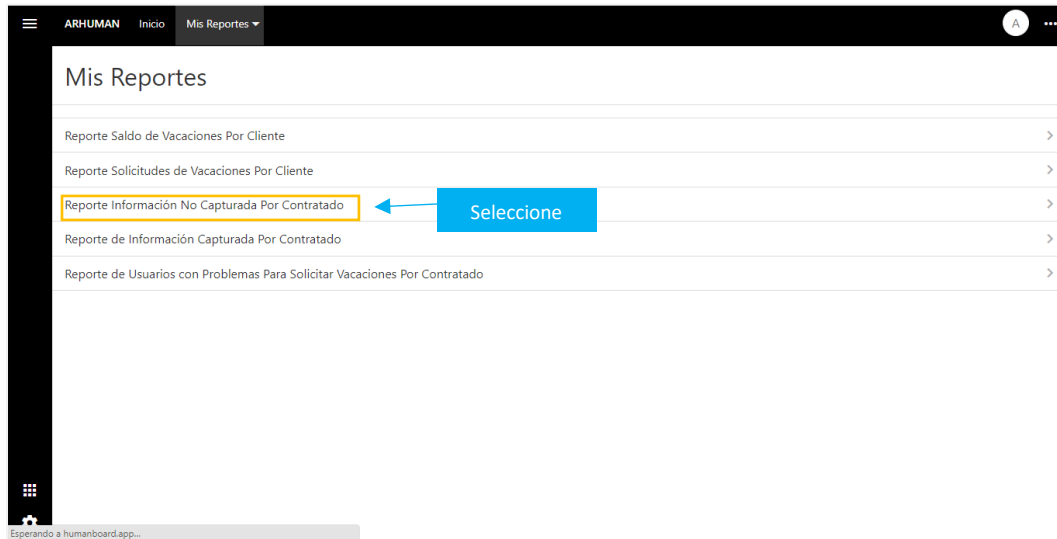 ARHUMAN Inicio Mis Reportes
A
Mis Reportes
Reporte Saldo de Vacaciones Por Cliente
Reporte Solicitudes de Vacaciones Por Cliente
Reporte Información No Capturada Por Contratado
Seleccione
Reporte de Información Capturada Por Contratado
Reporte de Usuarios con Problemas Para Solicitar Vacaciones Por Contratado
Esperando a humanboard.app...